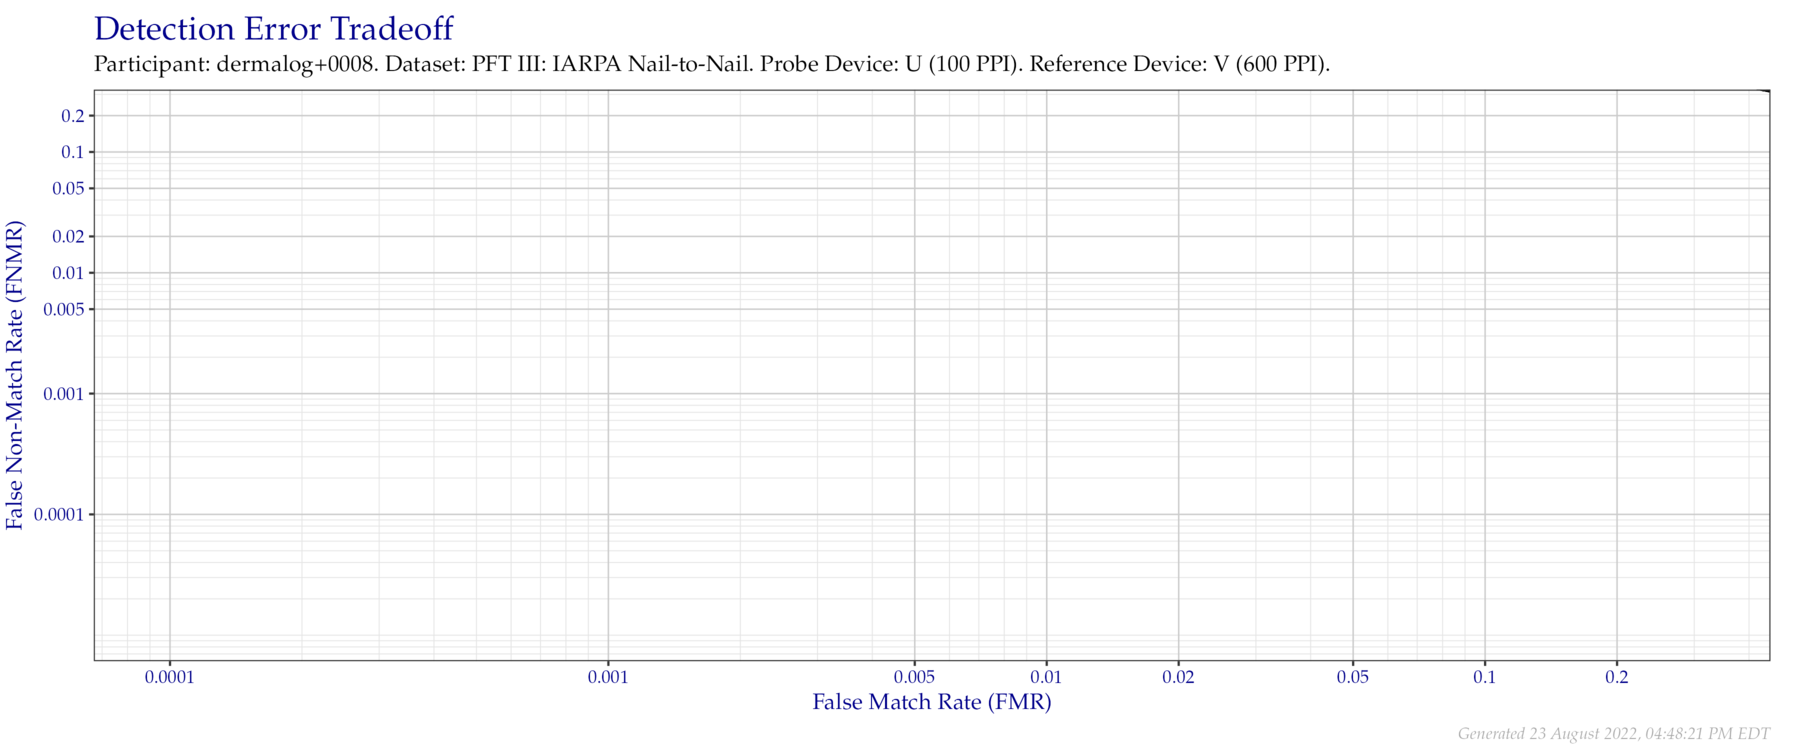 Detection Error Tradeoff
Participant: dermalog+0008. Dataset: PFT III: IARPA Nail-to-Nail. Probe Device: U (100 PPI). Reference Device: V (600 PPI).
False Non-Match Rate (FNMR)
0.2
0.1
0.05
0.02
0.01
0.005
0.001
0.0001
0.0001 0.001 0.005 0.01 0.02 0.05 0.1 0.2
False Match Rate (FMR)
Generated 23 August 2022, 04:48:21 PM EDT